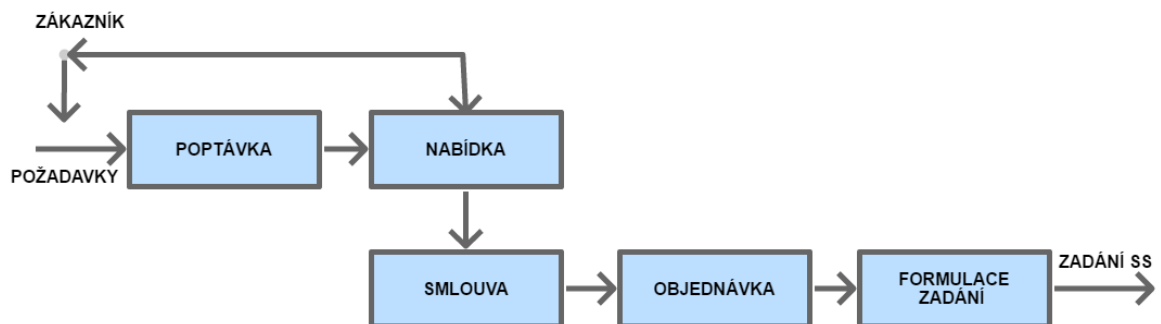 ZÁKAZNÍK
POPTÁVKA
NABÍDKA
POŽADAVKY
SMLOUVA
OBJEDNÁVKA
FORMULACE
ZADÁNÍ
ZADÁNÍ SS